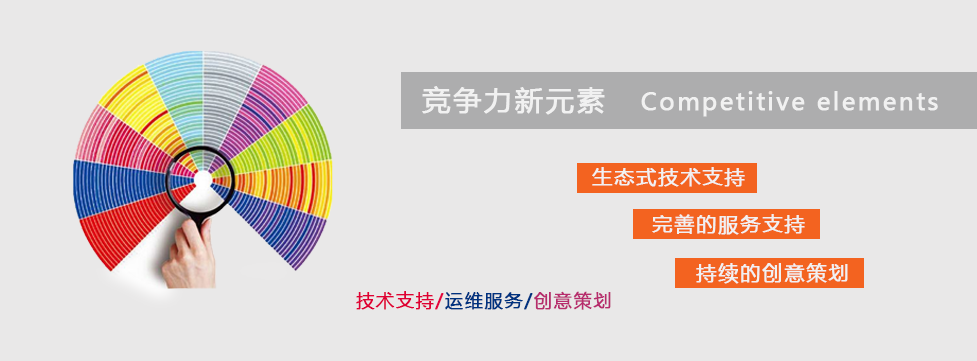 竞争力新元素 Competitive elements
生态式技术支持
完善的服务支持
持续的创意策划
技术支持/运维服务/创意策划